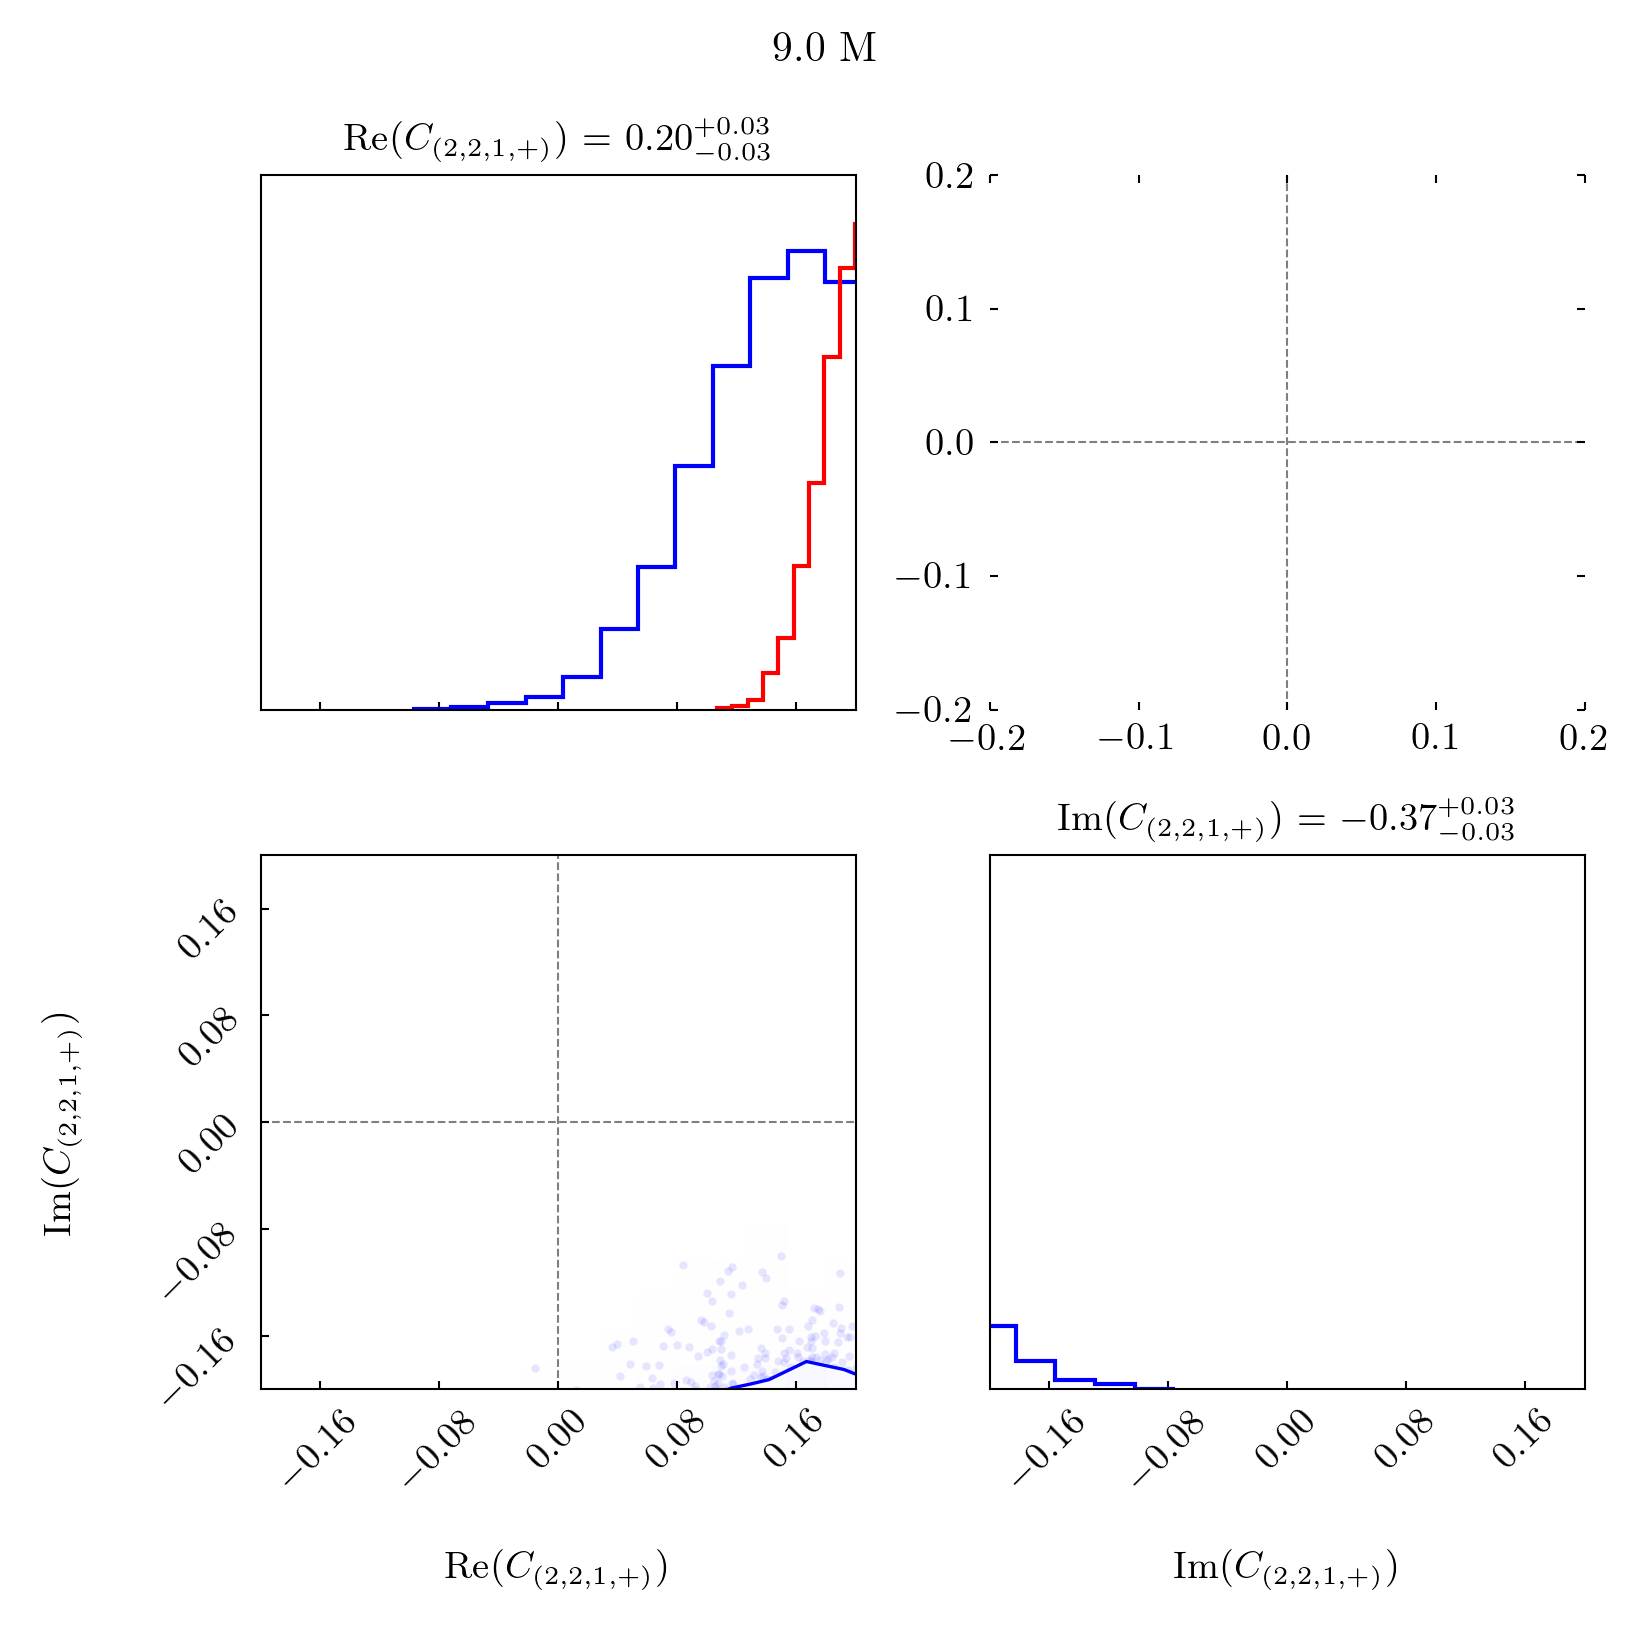 9.0 M
Re(C_{(2,2,1,+)}) = 0.20^{+0.03}_{−0.03}
0.2
0.1
0.0
−0.1
−0.2
−0.2 −0.1 0.0 0.1 0.2
Im(C_{(2,2,1,+)}) = −0.37^{+0.03}_{−0.03}
Im(C_{(2,2,1,+)})
0.16
0.08
0.00
−0.08
−0.16
−0.16 −0.08 0.00 0.08 0.16
−0.16 −0.08 0.00 0.08 0.16
Re(C_{(2,2,1,+)})
Im(C_{(2,2,1,+)})